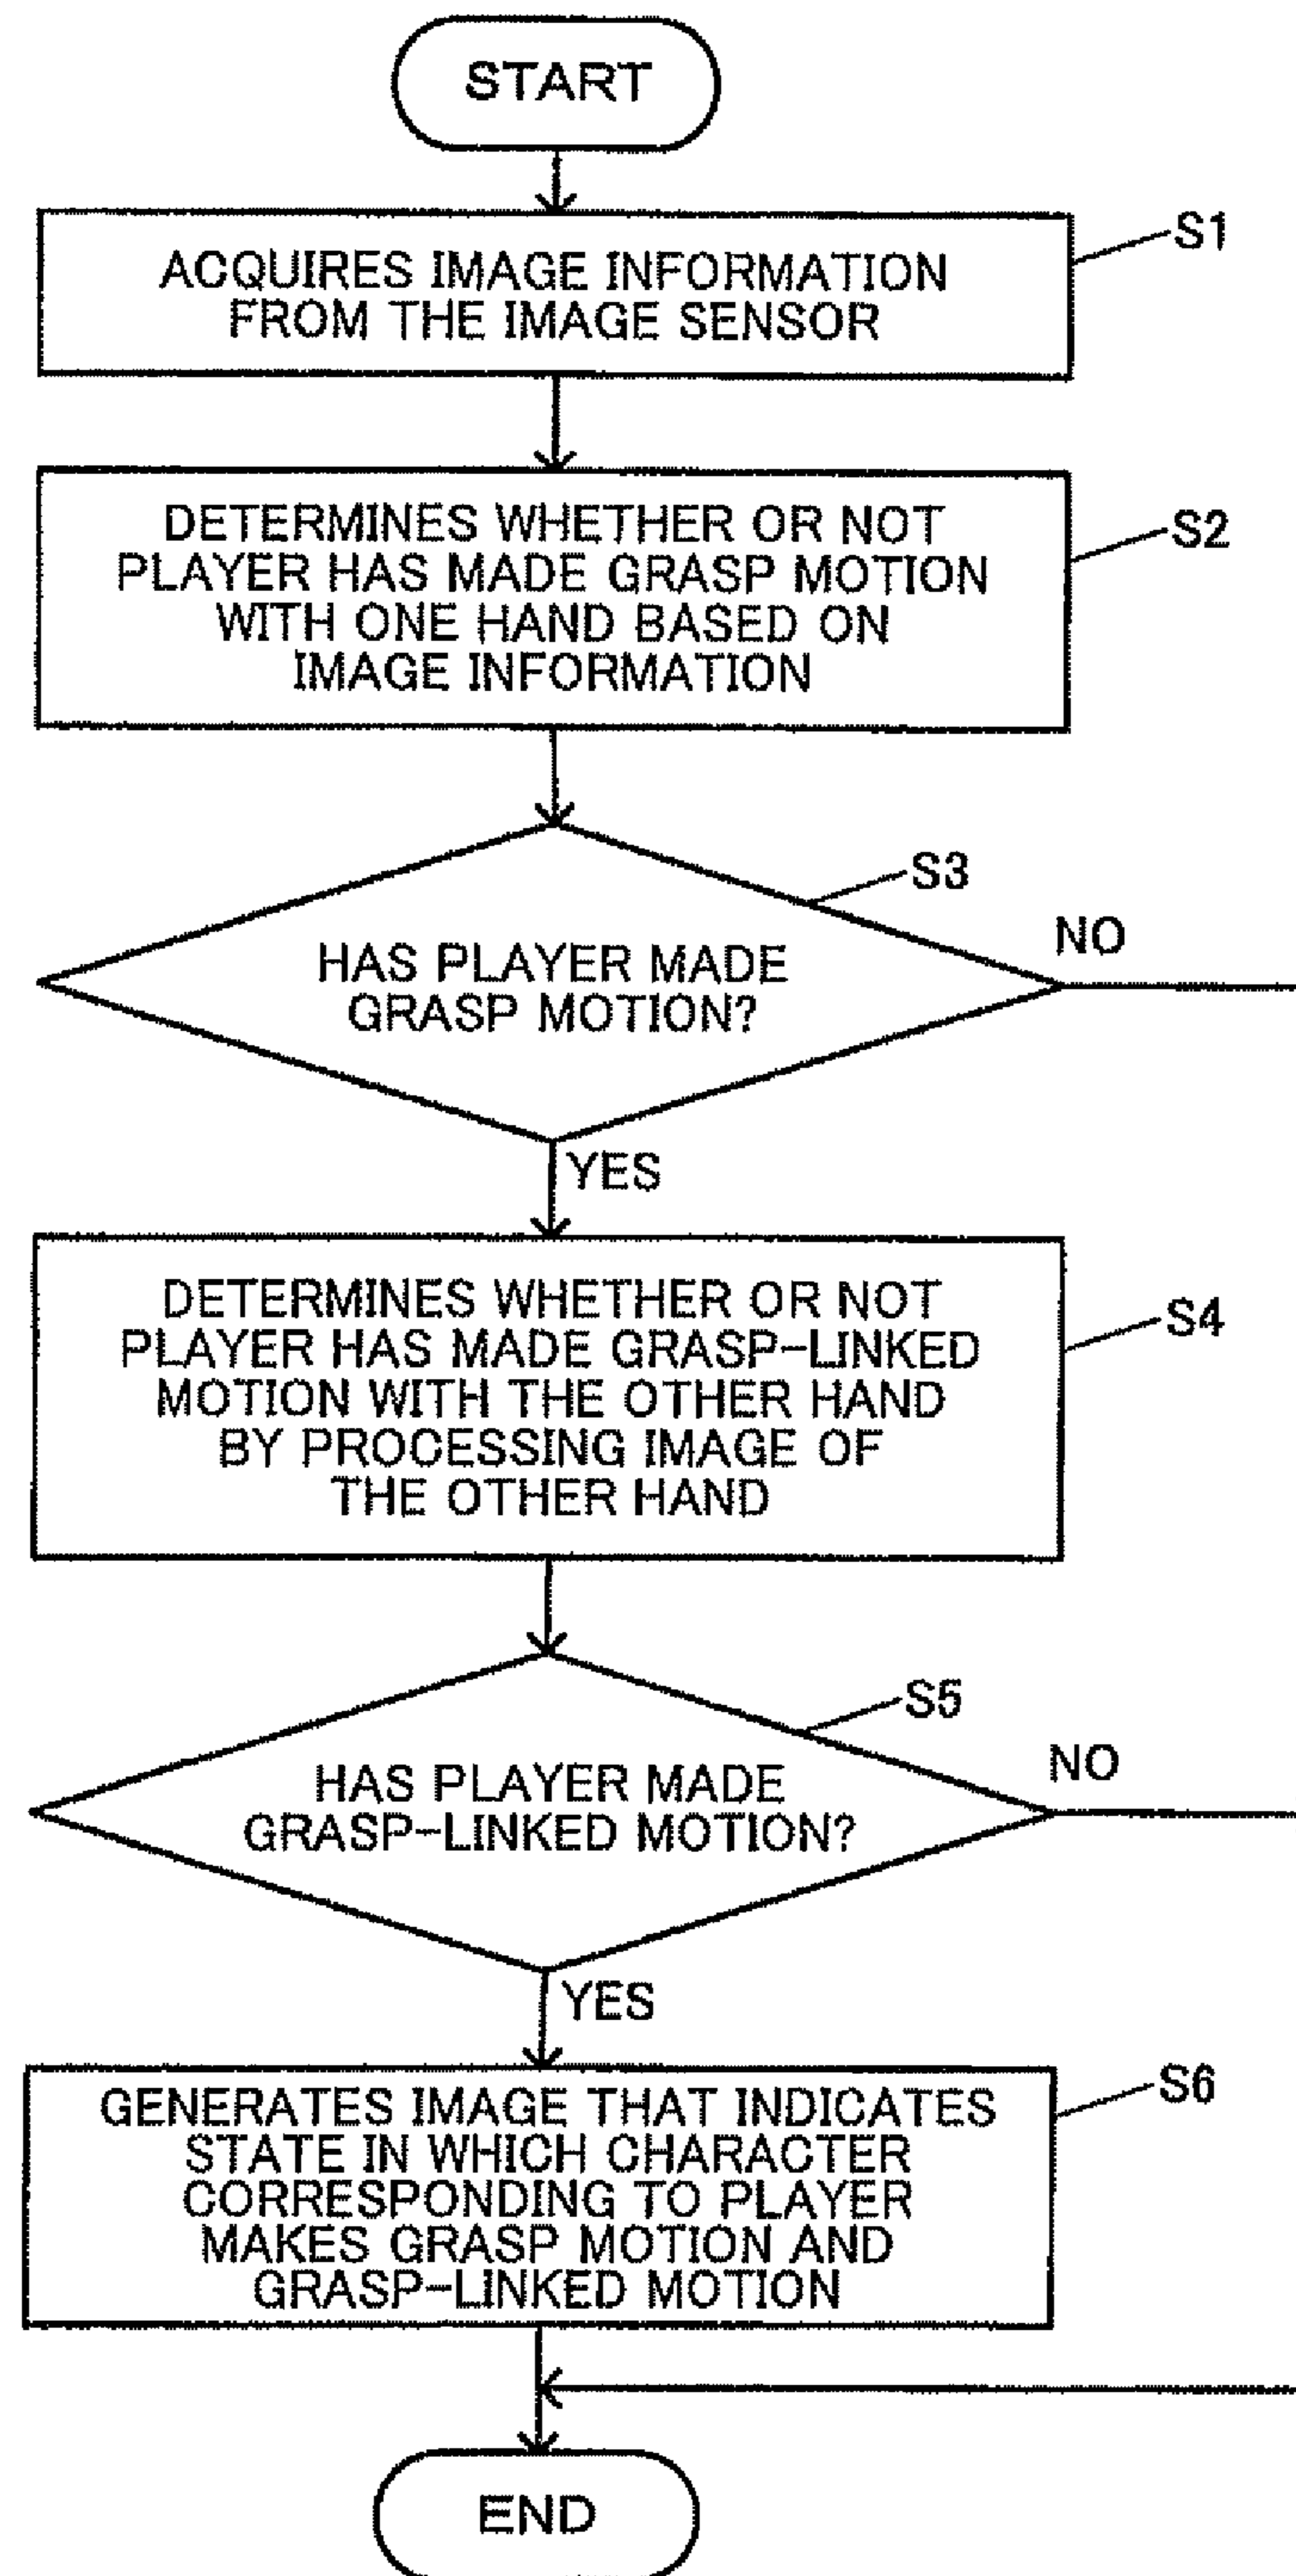 START
S1
ACQUIRES IMAGE INFORMATION
FROM THE IMAGE SENSOR
S2
DETERMINES WHETHER OR NOT
PLAYER HAS MADE GRASP MOTION
WITH ONE HAND BASED ON
IMAGE INFORMATION
S3
HAS PLAYER MADE
GRASP MOTION?
NO
YES
S4
DETERMINES WHETHER OR NOT
PLAYER HAS MADE GRASP-LINKED
MOTION WITH THE OTHER HAND
BY PROCESSING IMAGE OF
THE OTHER HAND
S5
HAS PLAYER MADE
GRASP-LINKED MOTION?
NO
YES
S6
GENERATES IMAGE THAT INDICATES
STATE IN WHICH CHARACTER
CORRESPONDING TO PLAYER
MAKES GRASP MOTION AND
GRASP-LINKED MOTION
END